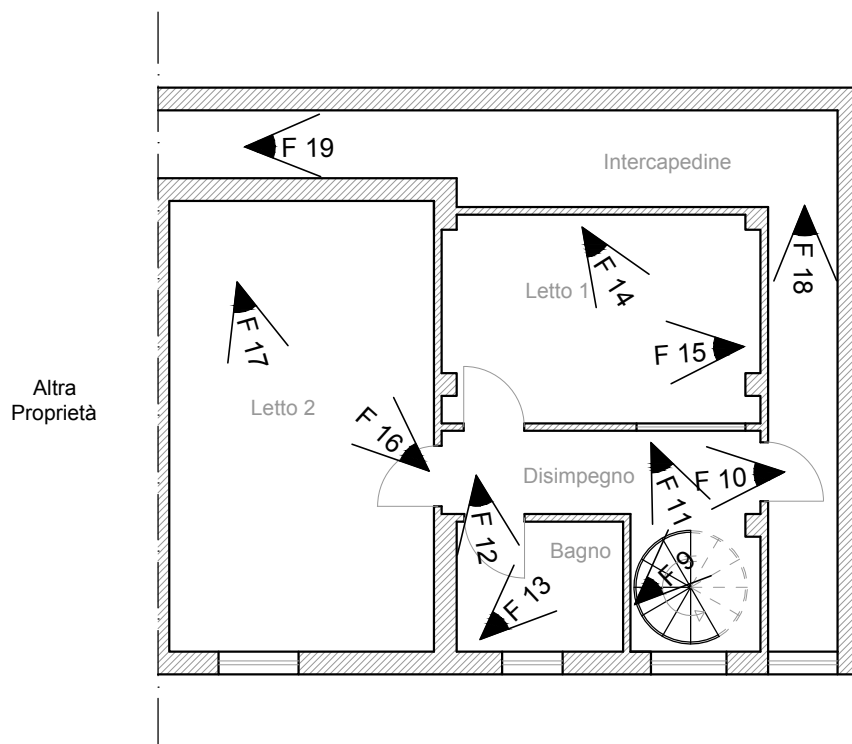 F 19
Intercapedine
F 18
Letto 1
F 14
F 15
F 17
Altra
Proprietà
Letto 2
F 16
Disimpegno
F 10
F 11
F 12
Bagno
F 9
F 13